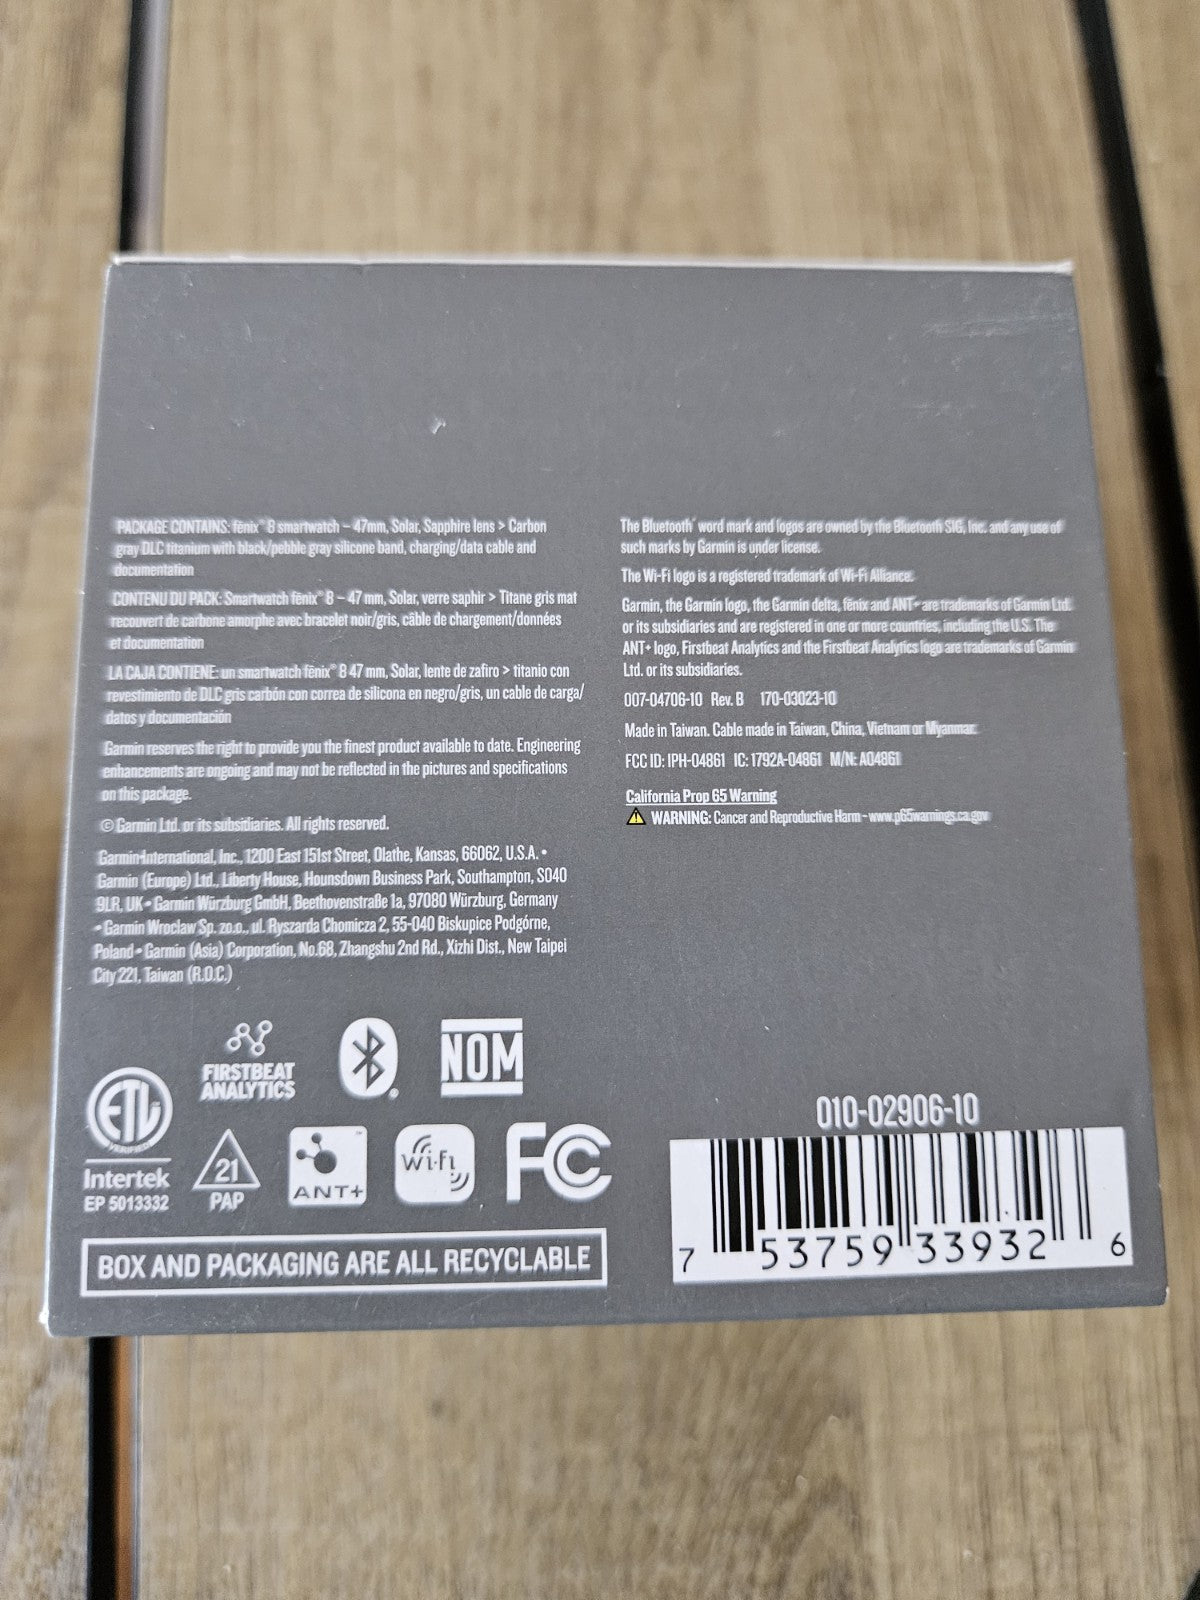 PACKAGE CONTAINS: fēnix® 8 smartwatch – 47mm, Solar, Sapphire lens > Carbon
gray DLC titanium with black/pebble gray silicone band, charging/data cable and
documentation
CONTENU DU PACK: Smartwatch fēnix® 8 – 47 mm, Solar, verre saphir > Titane gris mat
recouvert de carbone amorphe avec bracelet noir/gris, câble de chargement/données
et documentation
LA CAJA CONTIENE: un smartwatch fēnix® 8 47 mm, Solar, lente de zafiro > titanio con
revestimiento de DLC gris carbón con correa de silicona en negro/gris, un cable de carga/
datos y documentación
Garmin reserves the right to provide you the finest product available to date. Engineering
enhancements are ongoing and may not be reflected in the pictures and specifications
on this package.
© Garmin Ltd. or its subsidiaries. All rights reserved.
Garmin International, Inc., 1200 East 151st Street, Olathe, Kansas, 66062, U.S.A. •
Garmin (Europe) Ltd., Liberty House, Hounsdown Business Park, Southampton, SO40
9LR, UK • Garmin Würzburg GmbH, Beethovenstraße 1a, 97080 Würzburg, Germany
• Garmin Wroclaw Sp. zo.o., ul. Ryszarda Chomicza 2, 55-040 Biskupice Podgórne,
Poland • Garmin (Asia) Corporation, No.68, Zhangshu 2nd Rd., Xizhi Dist., New Taipei
City 221, Taiwan (R.O.C.)
The Bluetooth® word mark and logos are owned by the Bluetooth SIG, Inc. and any use of
such marks by Garmin is under license.
The Wi-Fi logo is a registered trademark of Wi-Fi Alliance.
Garmin, the Garmin logo, the Garmin delta, fēnix and ANT+ are trademarks of Garmin Ltd.
or its subsidiaries and are registered in one or more countries, including the U.S. The
ANT+ logo, Firstbeat Analytics and the Firstbeat Analytics logo are trademarks of Garmin
Ltd. or its subsidiaries.
007-04706-10 Rev. B 170-03023-10
Made in Taiwan. Cable made in Taiwan, China, Vietnam or Myanmar.
FCC ID: IPH-04861 IC: 1792A-04861 M/N: A04861
California Prop 65 Warning
WARNING: Cancer and Reproductive Harm - www.p65warnings.ca.gov
FIRSTBEAT
ANALYTICS
NOM
ETL
VERIFIED
Intertek
EP 5013332
21
PAP
ANT+
Wi-Fi
FC
BOX AND PACKAGING ARE ALL RECYCLABLE
010-02906-10
7 53759 33932 6